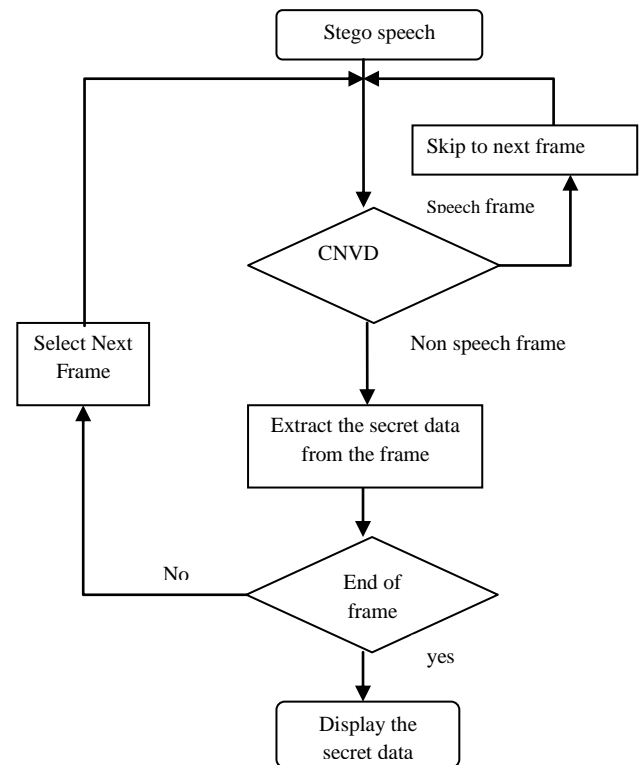 Stego speech
Skip to next frame
Speech frame
CNVD
Non speech frame
Select Next
Frame
Extract the secret data
from the frame
No
End of
frame
yes
Display the
secret data